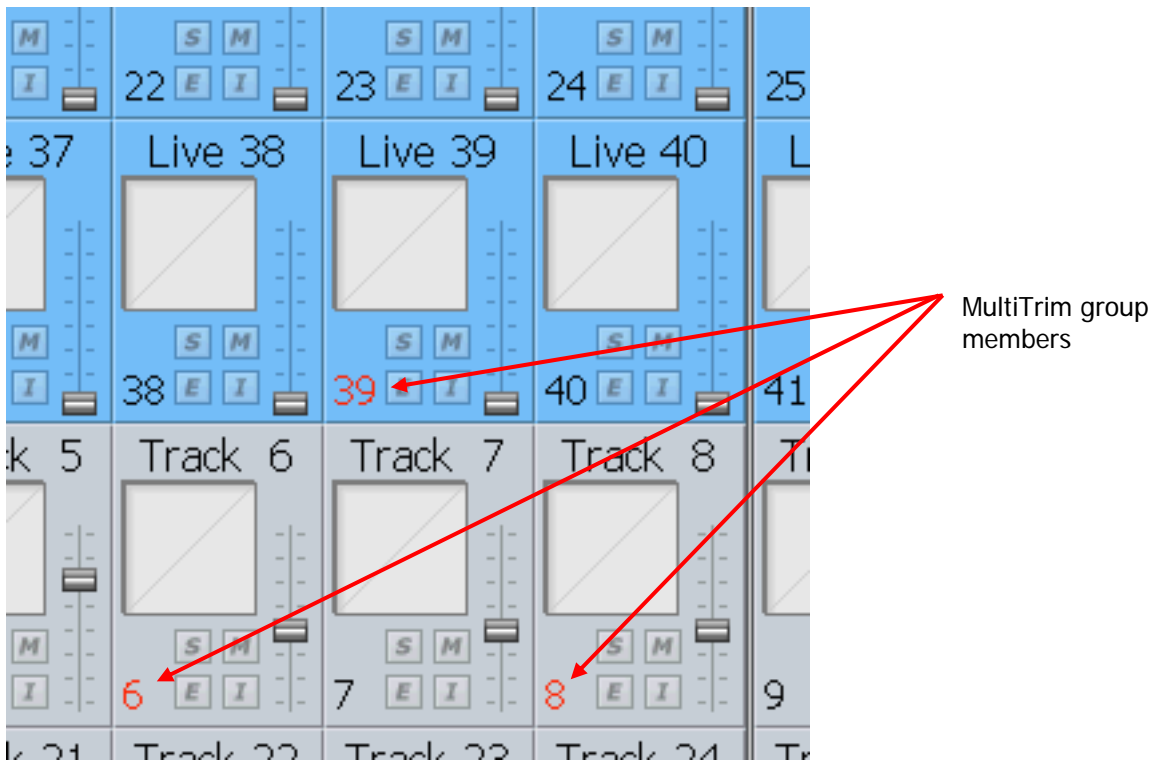 M S M S M S M
I 22 E I 23 E I 24 E I 25
37 Live 38 Live 39 Live 40 L
M S M S M S M
I 38 E I 39 E I 40 E I 41
MultiTrim group
members
k 5 Track 6 Track 7 Track 8
M S M S M S M
I 6 E I 7 E I 8 E I 9
21 Track 22 Track 23 Track 24